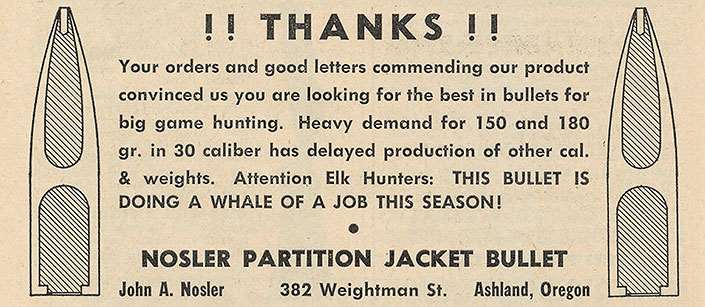 !! THANKS !!
Your orders and good letters commending our product
convinced us you are looking for the best in bullets for
big game hunting. Heavy demand for 150 and 180
gr. in 30 caliber has delayed production of other cal.
& weights. Attention Elk Hunters: THIS BULLET IS
DOING A WHALE OF A JOB THIS SEASON!
•
NOSLER PARTITION JACKET BULLET
John A. Nosler 382 Weightman St. Ashland, Oregon